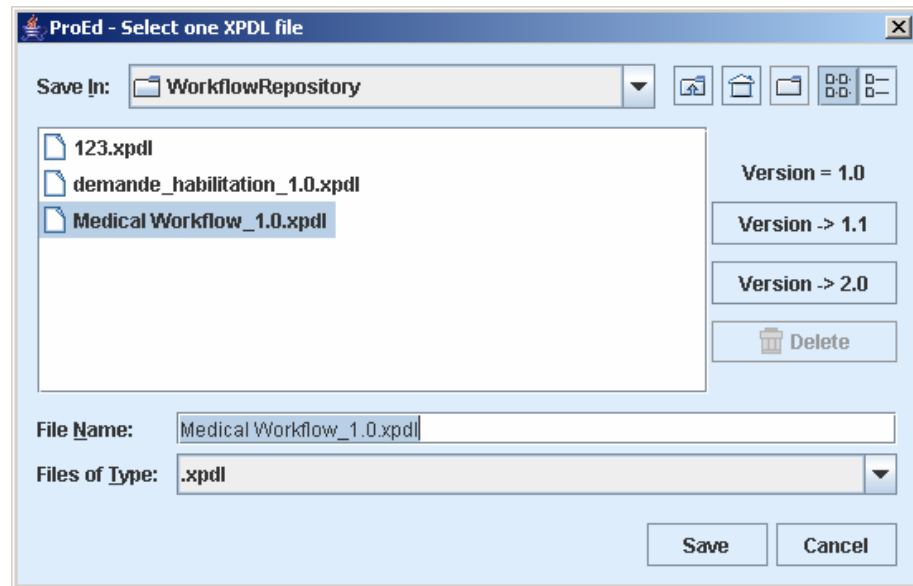 ProEd - Select one XPDL file
Save In: WorkflowRepository
123.xpdl
demande_habilitation_1.0.xpdl
Medical Workflow_1.0.xpdl
Version = 1.0
Version -> 1.1
Version -> 2.0
Delete
File Name: Medical Workflow_1.0.xpdl
Files of Type: .xpdl
Save Cancel